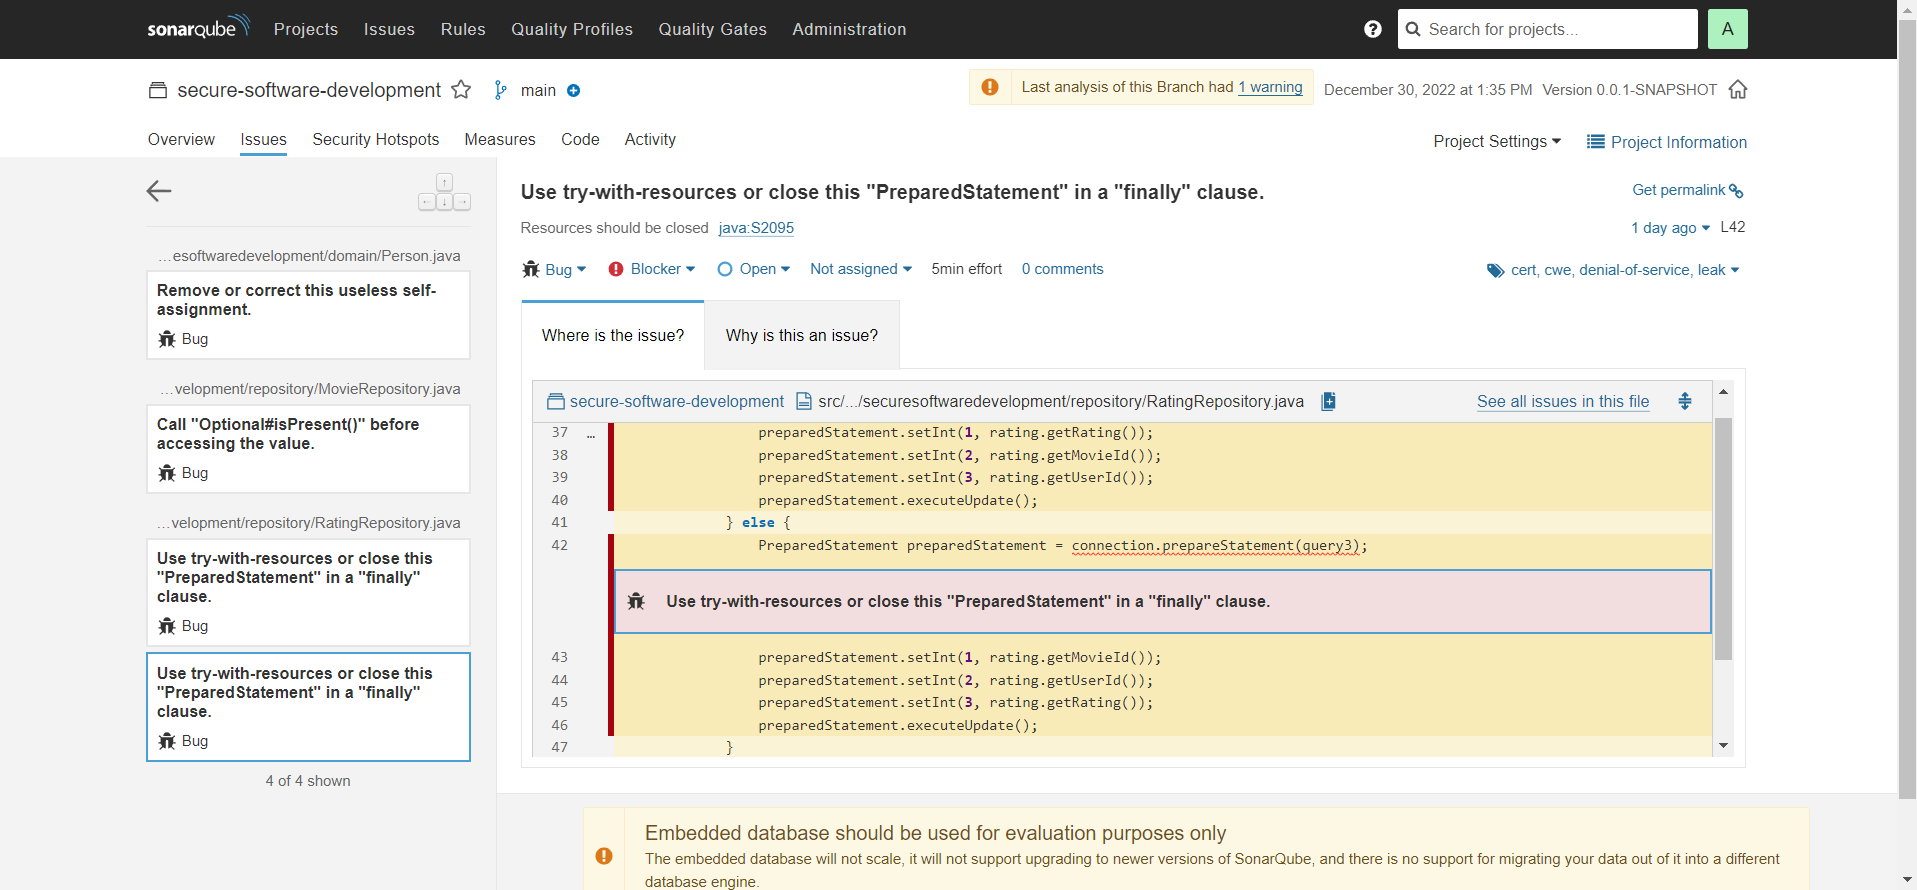 sonarqube Projects Issues Rules Quality Profiles Quality Gates Administration ? Search for projects... A
secure-software-development main Last analysis of this Branch had 1 warning December 30, 2022 at 1:35 PM Version 0.0.1-SNAPSHOT
Overview Issues Security Hotspots Measures Code Activity Project Settings Project Information
…esoftwaredevelopment/domain/Person.java
Remove or correct this useless self-
assignment.
Bug
…velopment/repository/MovieRepository.java
Call "Optional#isPresent()" before
accessing the value.
Bug
…velopment/repository/RatingRepository.java
Use try-with-resources or close this
"PreparedStatement" in a "finally"
clause.
Bug
Use try-with-resources or close this
"PreparedStatement" in a "finally"
clause.
Bug
4 of 4 shown
Use try-with-resources or close this "PreparedStatement" in a "finally" clause. Get permalink
Resources should be closed java:S2095 1 day ago L42
Bug Blocker Open Not assigned 5min effort 0 comments cert, cwe, denial-of-service, leak
Where is the issue? Why is this an issue?
secure-software-development src/.../securesoftwaredevelopment/repository/RatingRepository.java See all issues in this file
37 … preparedStatement.setInt(1, rating.getRating());
38 preparedStatement.setInt(2, rating.getMovieId());
39 preparedStatement.setInt(3, rating.getUserId());
40 preparedStatement.executeUpdate();
41 } else {
42 PreparedStatement preparedStatement = connection.prepareStatement(query3);
Use try-with-resources or close this "PreparedStatement" in a "finally" clause.
43 preparedStatement.setInt(1, rating.getMovieId());
44 preparedStatement.setInt(2, rating.getUserId());
45 preparedStatement.setInt(3, rating.getRating());
46 preparedStatement.executeUpdate();
47 }
Embedded database should be used for evaluation purposes only
The embedded database will not scale, it will not support upgrading to newer versions of SonarQube, and there is no support for migrating your data out of it into a different
database engine.